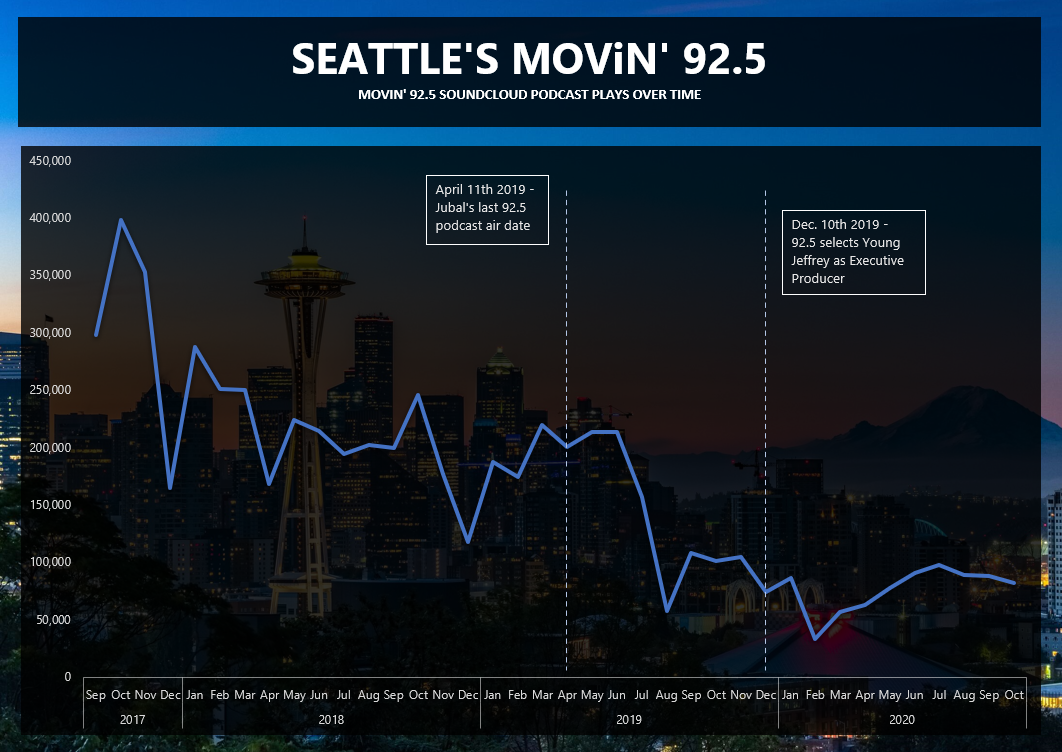 SEATTLE'S MOViN' 92.5
MOVIN' 92.5 SOUNDCLOUD PODCAST PLAYS OVER TIME
450,000
400,000
350,000
300,000
250,000
200,000
150,000
100,000
50,000
0
April 11th 2019 -
Jubal's last 92.5
podcast air date
Dec. 10th 2019 -
92.5 selects Young
Jeffrey as Executive
Producer
Sep Oct Nov Dec Jan Feb Mar Apr May Jun Jul Aug Sep Oct Nov Dec Jan Feb Mar Apr May Jun Jul Aug Sep Oct Nov Dec Jan Feb Mar Apr May Jun Jul Aug Sep Oct
2017 2018 2019 2020